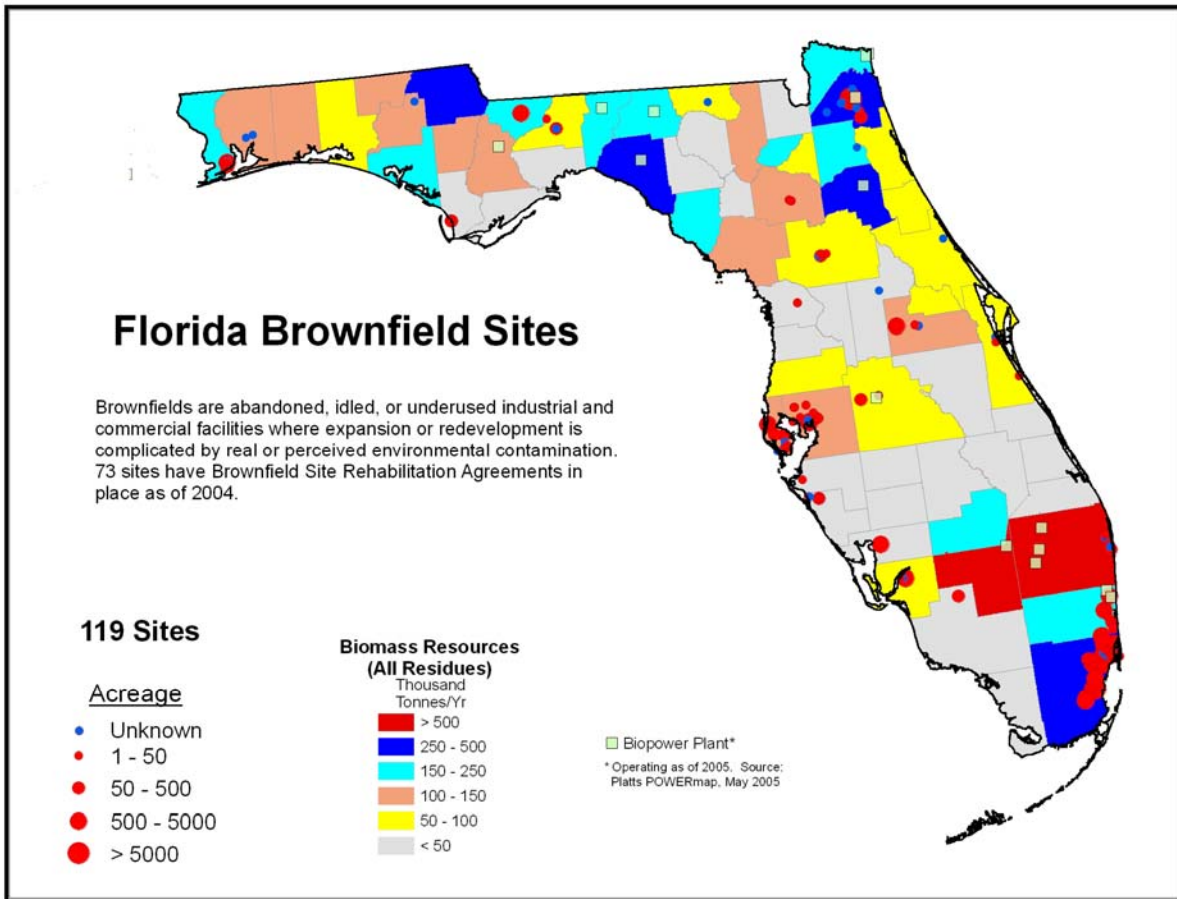 Florida Brownfield Sites
Brownfields are abandoned, idled, or underused industrial and
commercial facilities where expansion or redevelopment is
complicated by real or perceived environmental contamination.
73 sites have Brownfield Site Rehabilitation Agreements in
place as of 2004.
119 Sites
Acreage
Unknown
1 - 50
50 - 500
500 - 5000
> 5000
Biomass Resources
(All Residues)
Thousand
Tonnes/Yr
> 500
250 - 500
150 - 250
100 - 150
50 - 100
< 50
Biopower Plant*
* Operating as of 2005. Source:
Platts POWERmap, May 2005